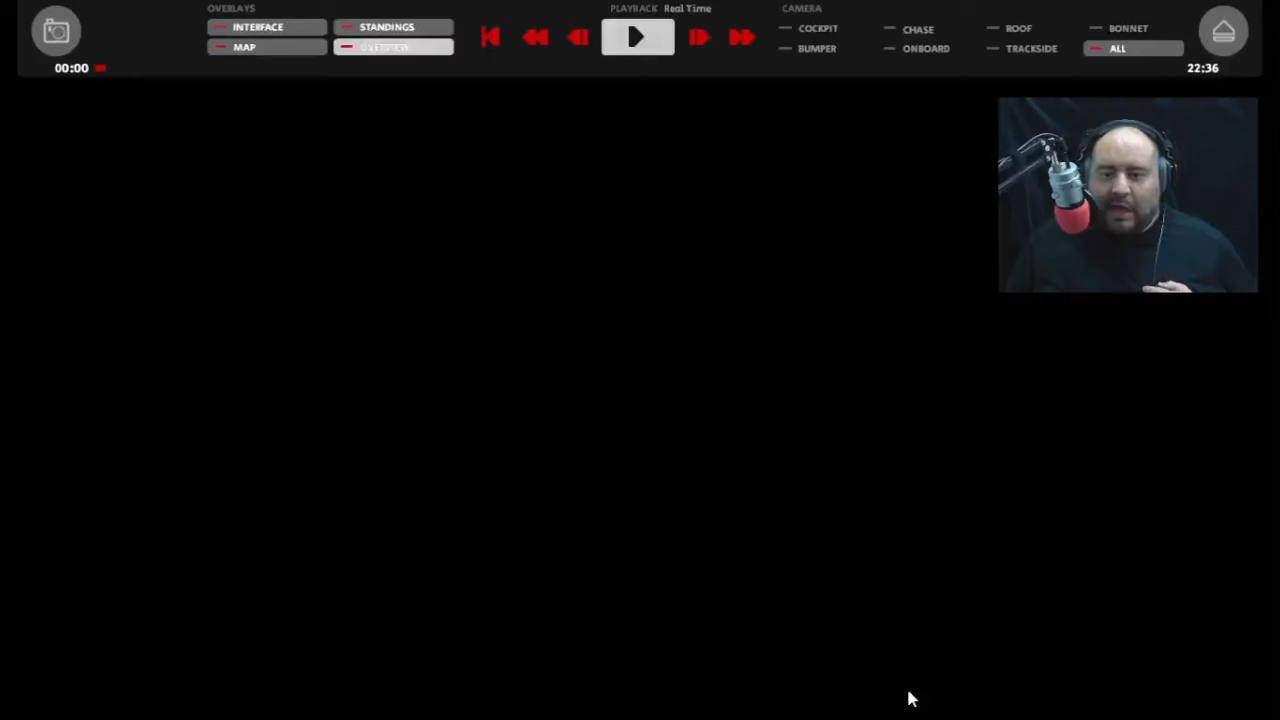 OVERLAYS
INTERFACE
STANDINGS
MAP
OVERVIEW
PLAYBACK Real Time
CAMERA
COCKPIT
CHASE
ROOF
BONNET
BUMPER
ONBOARD
TRACKSIDE
ALL
00:00
22:36